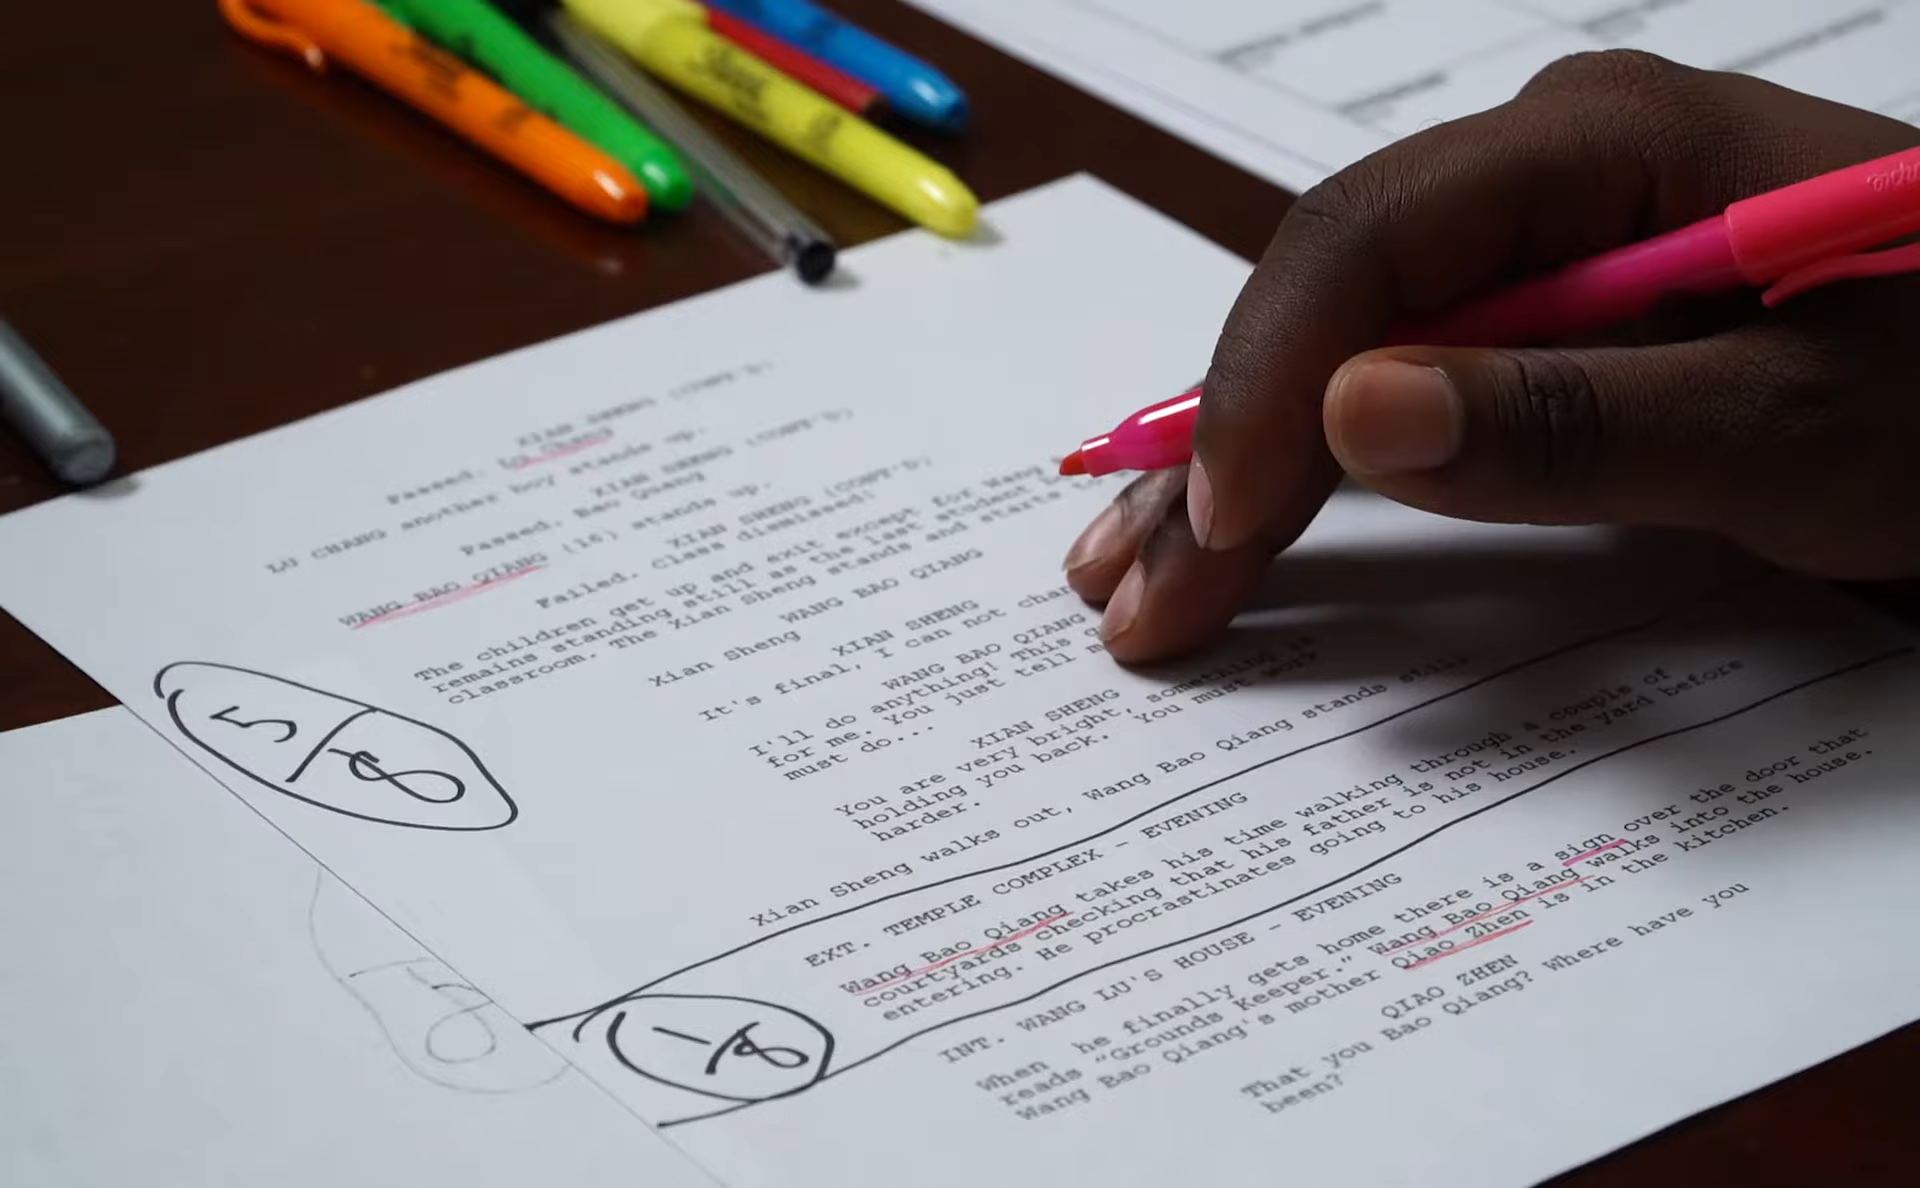 XIAN SHENG (CONT'D)
Passed. Lu Chang
LU CHANG another boy stands up.
XIAN SHENG (CONT'D)
Passed. Bao Quang
WANG BAO QIANG (16) stands up.
XIAN SHENG (CONT'D)
Failed. Class dismissed!
The children get up and exit except for Wang
remains standing still as the last student
classroom. The Xian Sheng stands and starts to
WANG BAO QIANG
Xian Sheng
XIAN SHENG
It's final, I can not
WANG BAO QIANG
I'll do anything! This
for me. You just tell
must do...
XIAN SHENG
You are very bright, something is
holding you back. You must work
harder.
Xian Sheng walks out, Wang Bao Qiang stands still.
5/8
EXT. TEMPLE COMPLEX - EVENING
Wang Bao Qiang takes his time walking through a couple of
courtyards checking that his father is not in the yard before
entering. He procrastinates going to his house.
1/8
INT. WANG LU'S HOUSE - EVENING
When he finally gets home there is a sign over the door that
reads "Grounds Keeper." Wang Bao Qiang walks into the house.
Wang Bao Qiang's mother Qiao Zhen is in the kitchen.
QIAO ZHEN
That you Bao Qiang? Where have you
been?